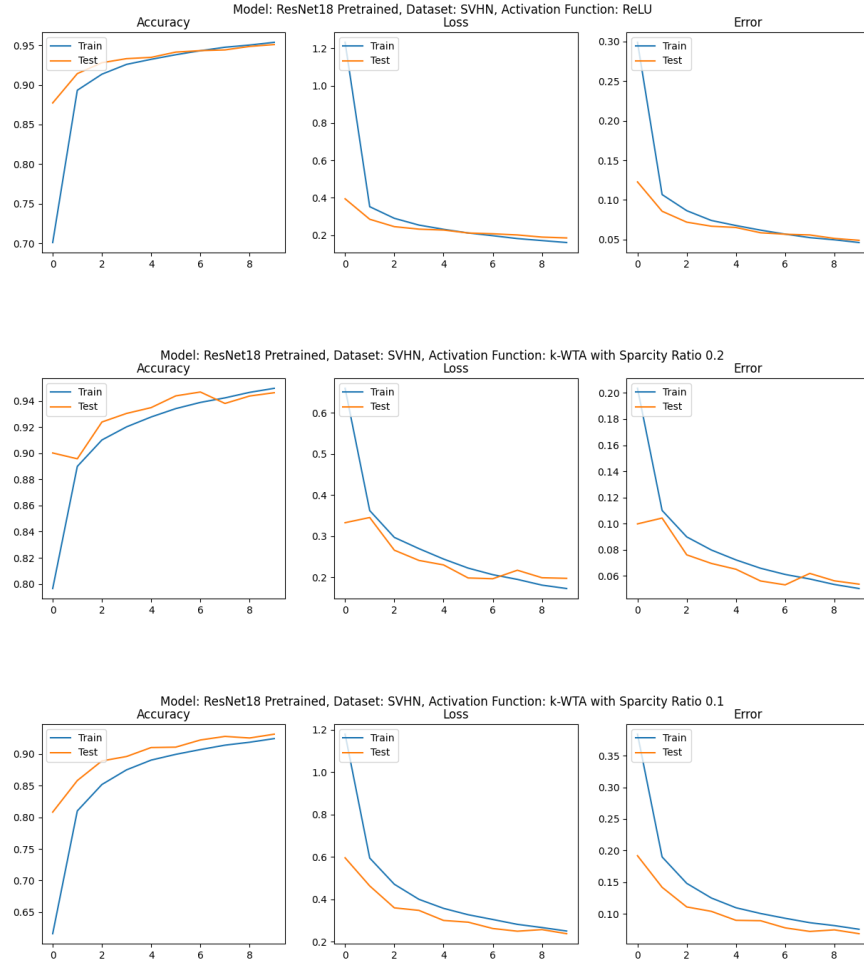 Model: ResNet18 Pretrained, Dataset: SVHN, Activation Function: ReLU
Accuracy
Loss
Error
Train
Test
0.95
0.90
0.85
0.80
0.75
0.70
0 2 4 6 8
Train
Test
1.2
1.0
0.8
0.6
0.4
0.2
0 2 4 6 8
Train
Test
0.30
0.25
0.20
0.15
0.10
0.05
0 2 4 6 8
Model: ResNet18 Pretrained, Dataset: SVHN, Activation Function: k-WTA with Sparcity Ratio 0.2
Accuracy
Loss
Error
Train
Test
0.94
0.92
0.90
0.88
0.86
0.84
0.82
0.80
0 2 4 6 8
Train
Test
0.6
0.5
0.4
0.3
0.2
0 2 4 6 8
Train
Test
0.20
0.18
0.16
0.14
0.12
0.10
0.08
0.06
0 2 4 6 8
Model: ResNet18 Pretrained, Dataset: SVHN, Activation Function: k-WTA with Sparcity Ratio 0.1
Accuracy
Loss
Error
Train
Test
0.90
0.85
0.80
0.75
0.70
0.65
0 2 4 6 8
Train
Test
1.2
1.0
0.8
0.6
0.4
0.2
0 2 4 6 8
Train
Test
0.35
0.30
0.25
0.20
0.15
0.10
0 2 4 6 8